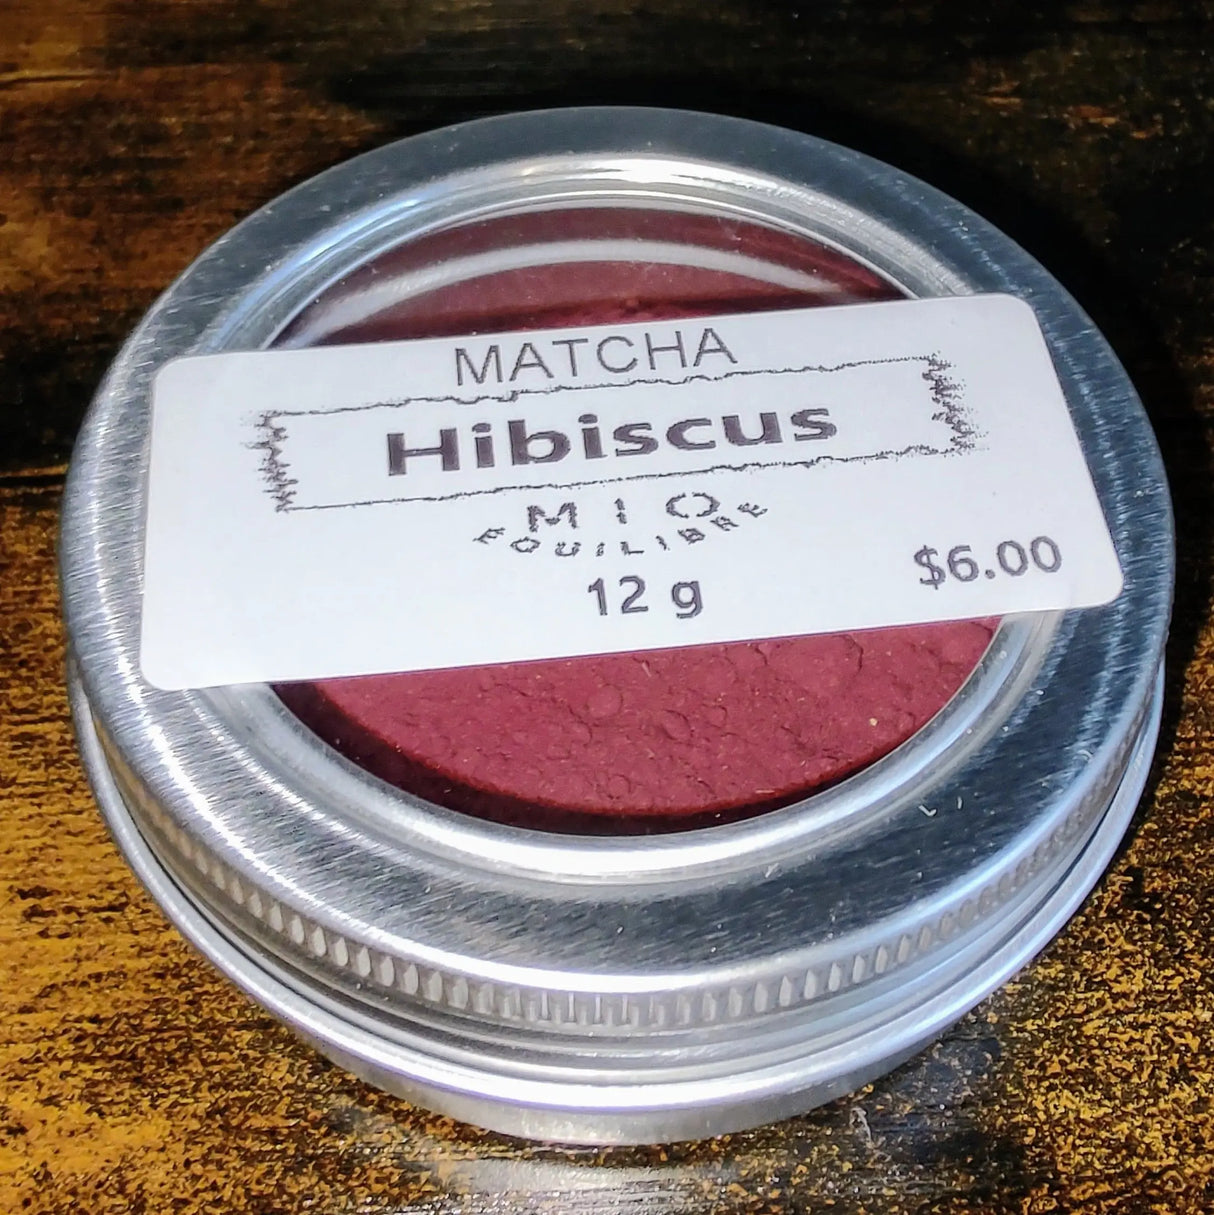 MATCHA
Hibiscus
MIO
EQUILIBRE
12 g
$6.00